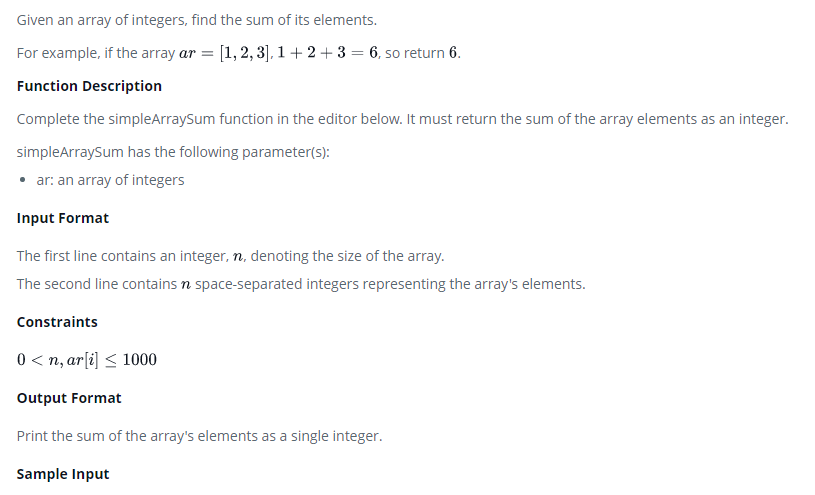 Given an array of integers, find the sum of its elements.
For example, if the array ar = [1, 2, 3], 1 + 2 + 3 = 6, so return 6.
Function Description
Complete the simpleArraySum function in the editor below. It must return the sum of the array elements as an integer.
simpleArraySum has the following parameter(s):
• ar: an array of integers
Input Format
The first line contains an integer, n, denoting the size of the array.
The second line contains n space-separated integers representing the array's elements.
Constraints
0 < n, ar[i] ≤ 1000
Output Format
Print the sum of the array's elements as a single integer.
Sample Input